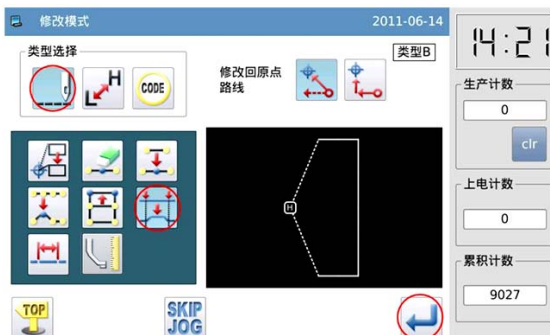 修改模式
2011-06-14
14:21
类型选择
L H
CODE
修改回原点
路线
类型B
生产计数
0
clr
上电计数
0
H
累积计数
9027
TOP
SKIP
JOG